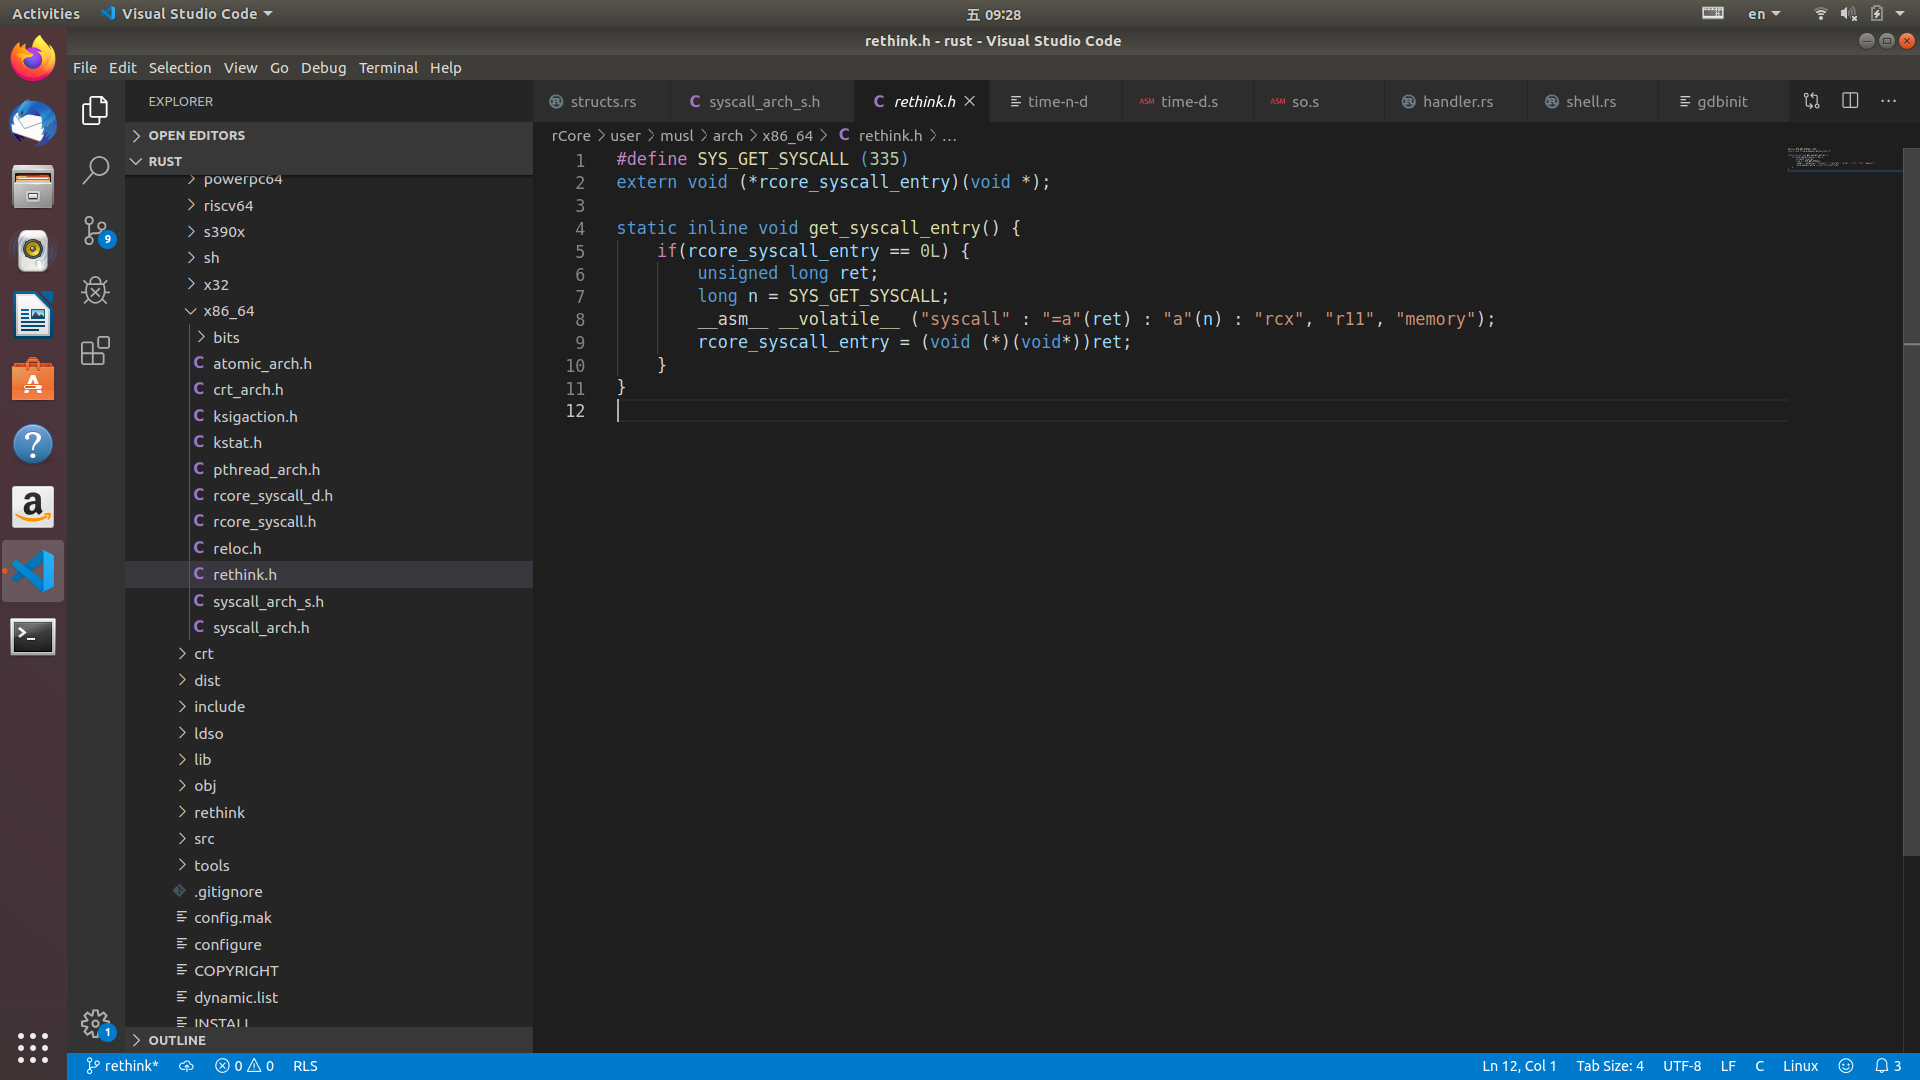 Activities Visual Studio Code 五 09:28 en
rethink.h - rust - Visual Studio Code
File Edit Selection View Go Debug Terminal Help
EXPLORER
OPEN EDITORS
RUST
powerpc64
riscv64
s390x
sh
x32
x86_64
bits
C atomic_arch.h
C crt_arch.h
C ksigaction.h
C kstat.h
C pthread_arch.h
C rcore_syscall_d.h
C rcore_syscall.h
C reloc.h
C rethink.h
C syscall_arch_s.h
C syscall_arch.h
crt
dist
include
ldso
lib
obj
rethink
src
tools
.gitignore
config.mak
configure
COPYRIGHT
dynamic.list
INSTALL
OUTLINE
9
1
structs.rs C syscall_arch_s.h C rethink.h time-n-d ASM time-d.s ASM so.s handler.rs shell.rs gdbinit
rCore > user > musl > arch > x86_64 > C rethink.h > …
1 #define SYS_GET_SYSCALL (335)
2 extern void (*rcore_syscall_entry)(void *);
3
4 static inline void get_syscall_entry() {
5     if(rcore_syscall_entry == 0L) {
6         unsigned long ret;
7         long n = SYS_GET_SYSCALL;
8         __asm__ __volatile__ ("syscall" : "=a"(ret) : "a"(n) : "rcx", "r11", "memory");
9         rcore_syscall_entry = (void (*)(void*))ret;
10     }
11 }
12
rethink* 0 0 RLS Ln 12, Col 1 Tab Size: 4 UTF-8 LF C Linux 3